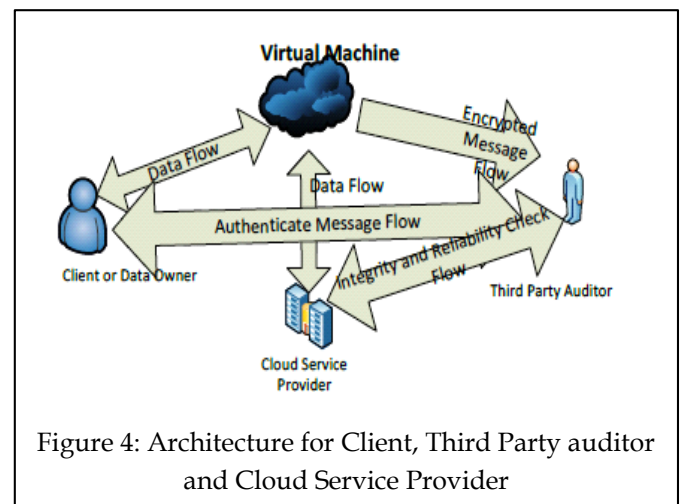 Virtual Machine
Encrypted
Message
Flow
Data Flow
Data Flow
Authenticate Message Flow
Integrity and Reliability Check
Flow
Client or Data Owner
Third Party Auditor
Cloud Service
Provider
Figure 4: Architecture for Client, Third Party auditor
and Cloud Service Provider